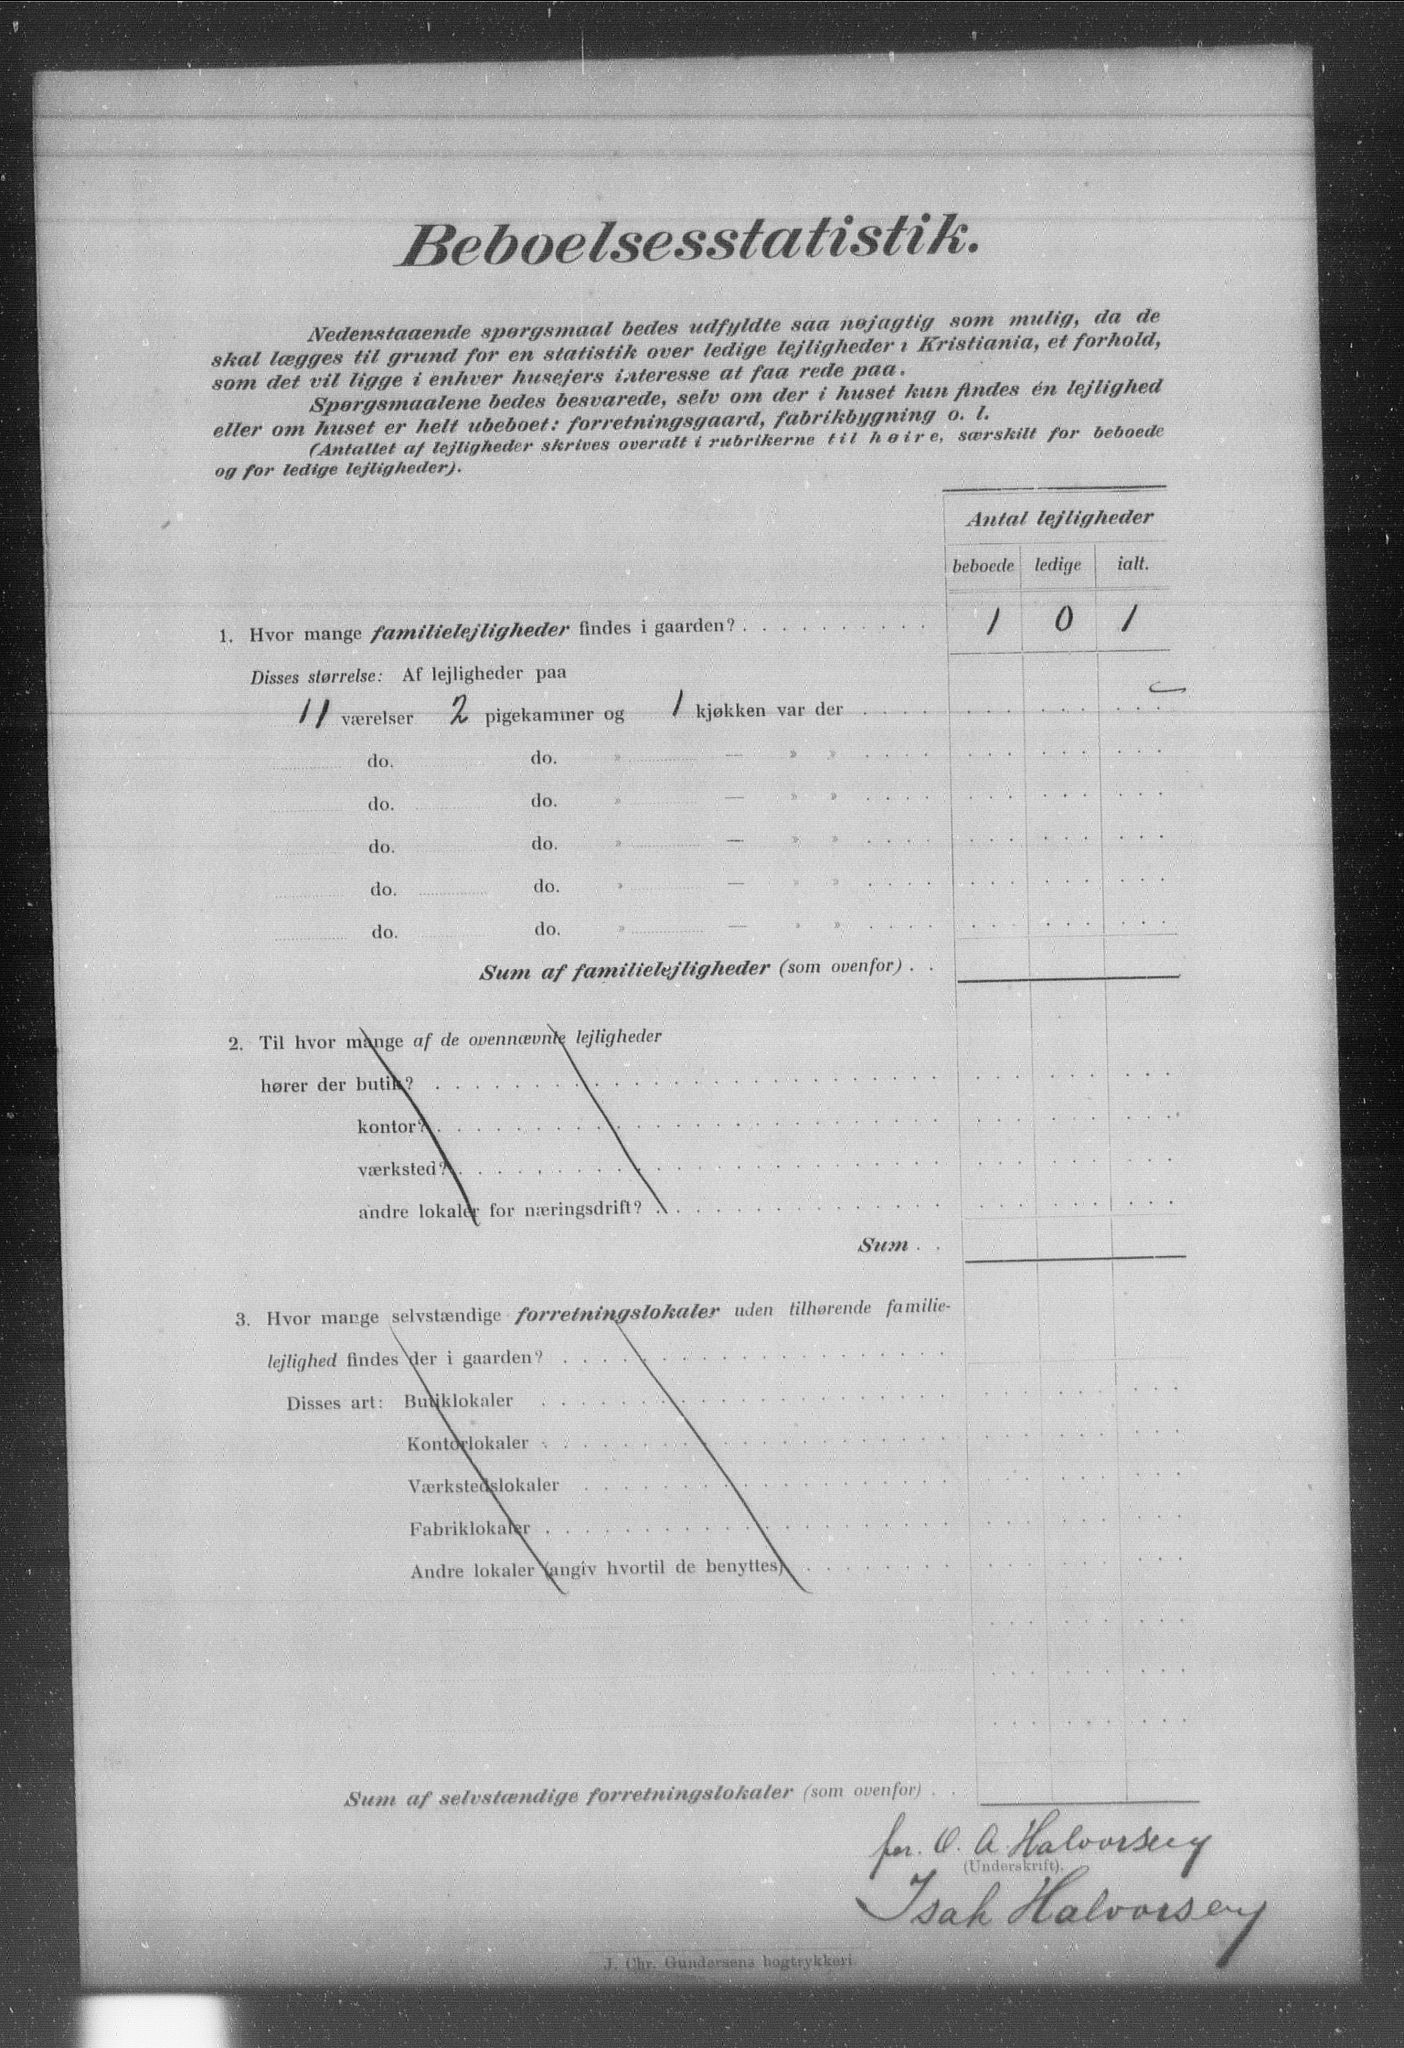 Beboelsesstatistik.
Nedenstaaende spørgsmaal bedes udfyldte saa nøjagtig som mulig, da de
skal lægges til grund for en statistik over ledige lejligheder i Kristiania, et forhold,
som det vil ligge i enhver husejers interesse at faa rede paa.
Spørgsmaalene bedes besvarede, selv om der i huset kun findes én lejlighed
eller om huset er helt ubeboet: forretningsgaard, fabrikbygning o. l.
(Antallet af lejligheder skrives overalt i rubrikerne til høire, særskilt for beboede
og for ledige lejligheder).
Antal lejligheder
beboede ledige ialt.
1. Hvor mange familielejligheder findes i gaarden? . . . . . . . . . . 1 0 1
Disses størrelse: Af lejligheder paa
11 værelser 2 pigekammer og 1 kjøkken var der . . . .
do. do. » — » » . . . .
do. do. » — » » . . . .
do. do. » — » » . . . .
do. do. » — » » . . . .
do. do. » — » » . . . .
Sum af familielejligheder (som ovenfor) . .
2. Til hvor mange af de ovennævnte lejligheder
hører der butik? . . . .
kontor? . . . .
værksted? . . . .
andre lokaler for næringsdrift? . . . .
Sum . .
3. Hvor mange selvstændige forretningslokaler uden tilhørende familie-
lejlighed findes der i gaarden? . . . .
Disses art: Butiklokaler . . . .
Kontorlokaler . . . .
Værkstedslokaler . . . .
Fabriklokaler . . . .
Andre lokaler (angiv hvortil de benyttes) . . . .
Sum af selvstændige forretningslokaler (som ovenfor) . .
for. O. A. Halvorsen
(Underskrift).
Isak Halvorsen
J. Chr. Gundersens bogtrykkeri